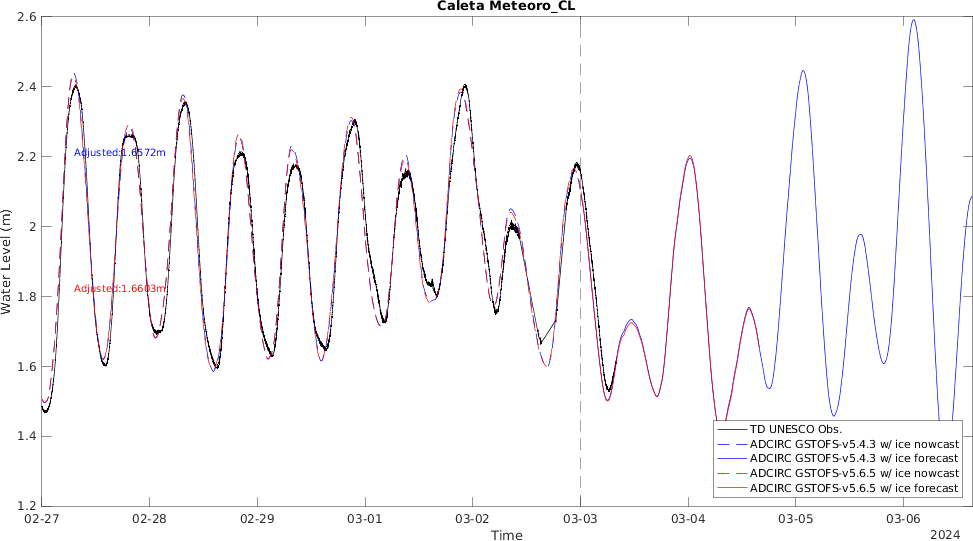 Caleta Meteoro_CL
2.6
2.4
2.2
2
1.8
1.6
1.4
1.2
Water Level (m)
Adjusted:1.6572m
Adjusted:1.6603m
TD UNESCO Obs.
ADCIRC GSTOFS-v5.4.3 w/ ice nowcast
ADCIRC GSTOFS-v5.4.3 w/ ice forecast
ADCIRC GSTOFS-v5.6.5 w/ ice nowcast
ADCIRC GSTOFS-v5.6.5 w/ ice forecast
02-27 02-28 02-29 03-01 03-02 03-03 03-04 03-05 03-06
Time
2024